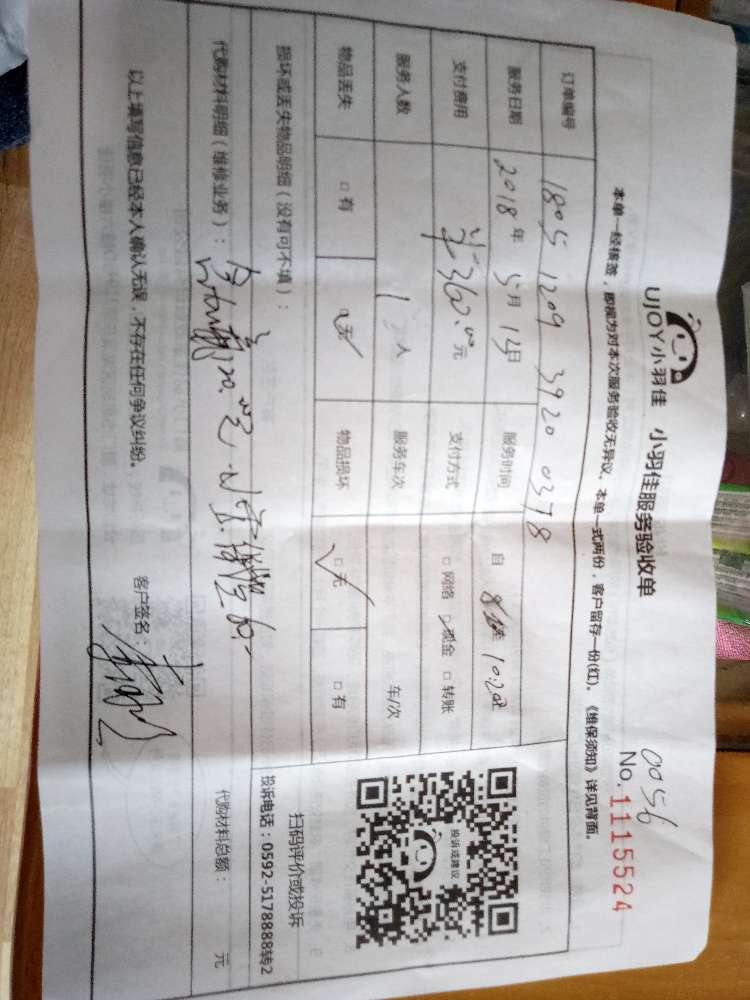 UJOY小羽佳 小羽佳服务验收单
0056
No.1115524
本单一经核签，即视为对本次服务验收无异议。本单一式两份，客户留存一份(红)。《维保须知》详见背面。
订单编号 1805 1209 3920 0378
服务日期 2018年5月15日 服务时间 自
支付费用 360.00元 支付方式 □网络 □现金 □转账
服务人数 1人 服务车次 车/次
物品丢失 □有 □无 物品损坏 □无 □有
投诉或建议
扫码评价或投诉
投诉电话：0592-5178888转2
损坏或丢失物品明细（没有可不填）：
代购材料明细（维修业务）：
代购材料总额： 元
以上填写信息已经本人确认无误，不存在任何争议纠纷。 客户签名：